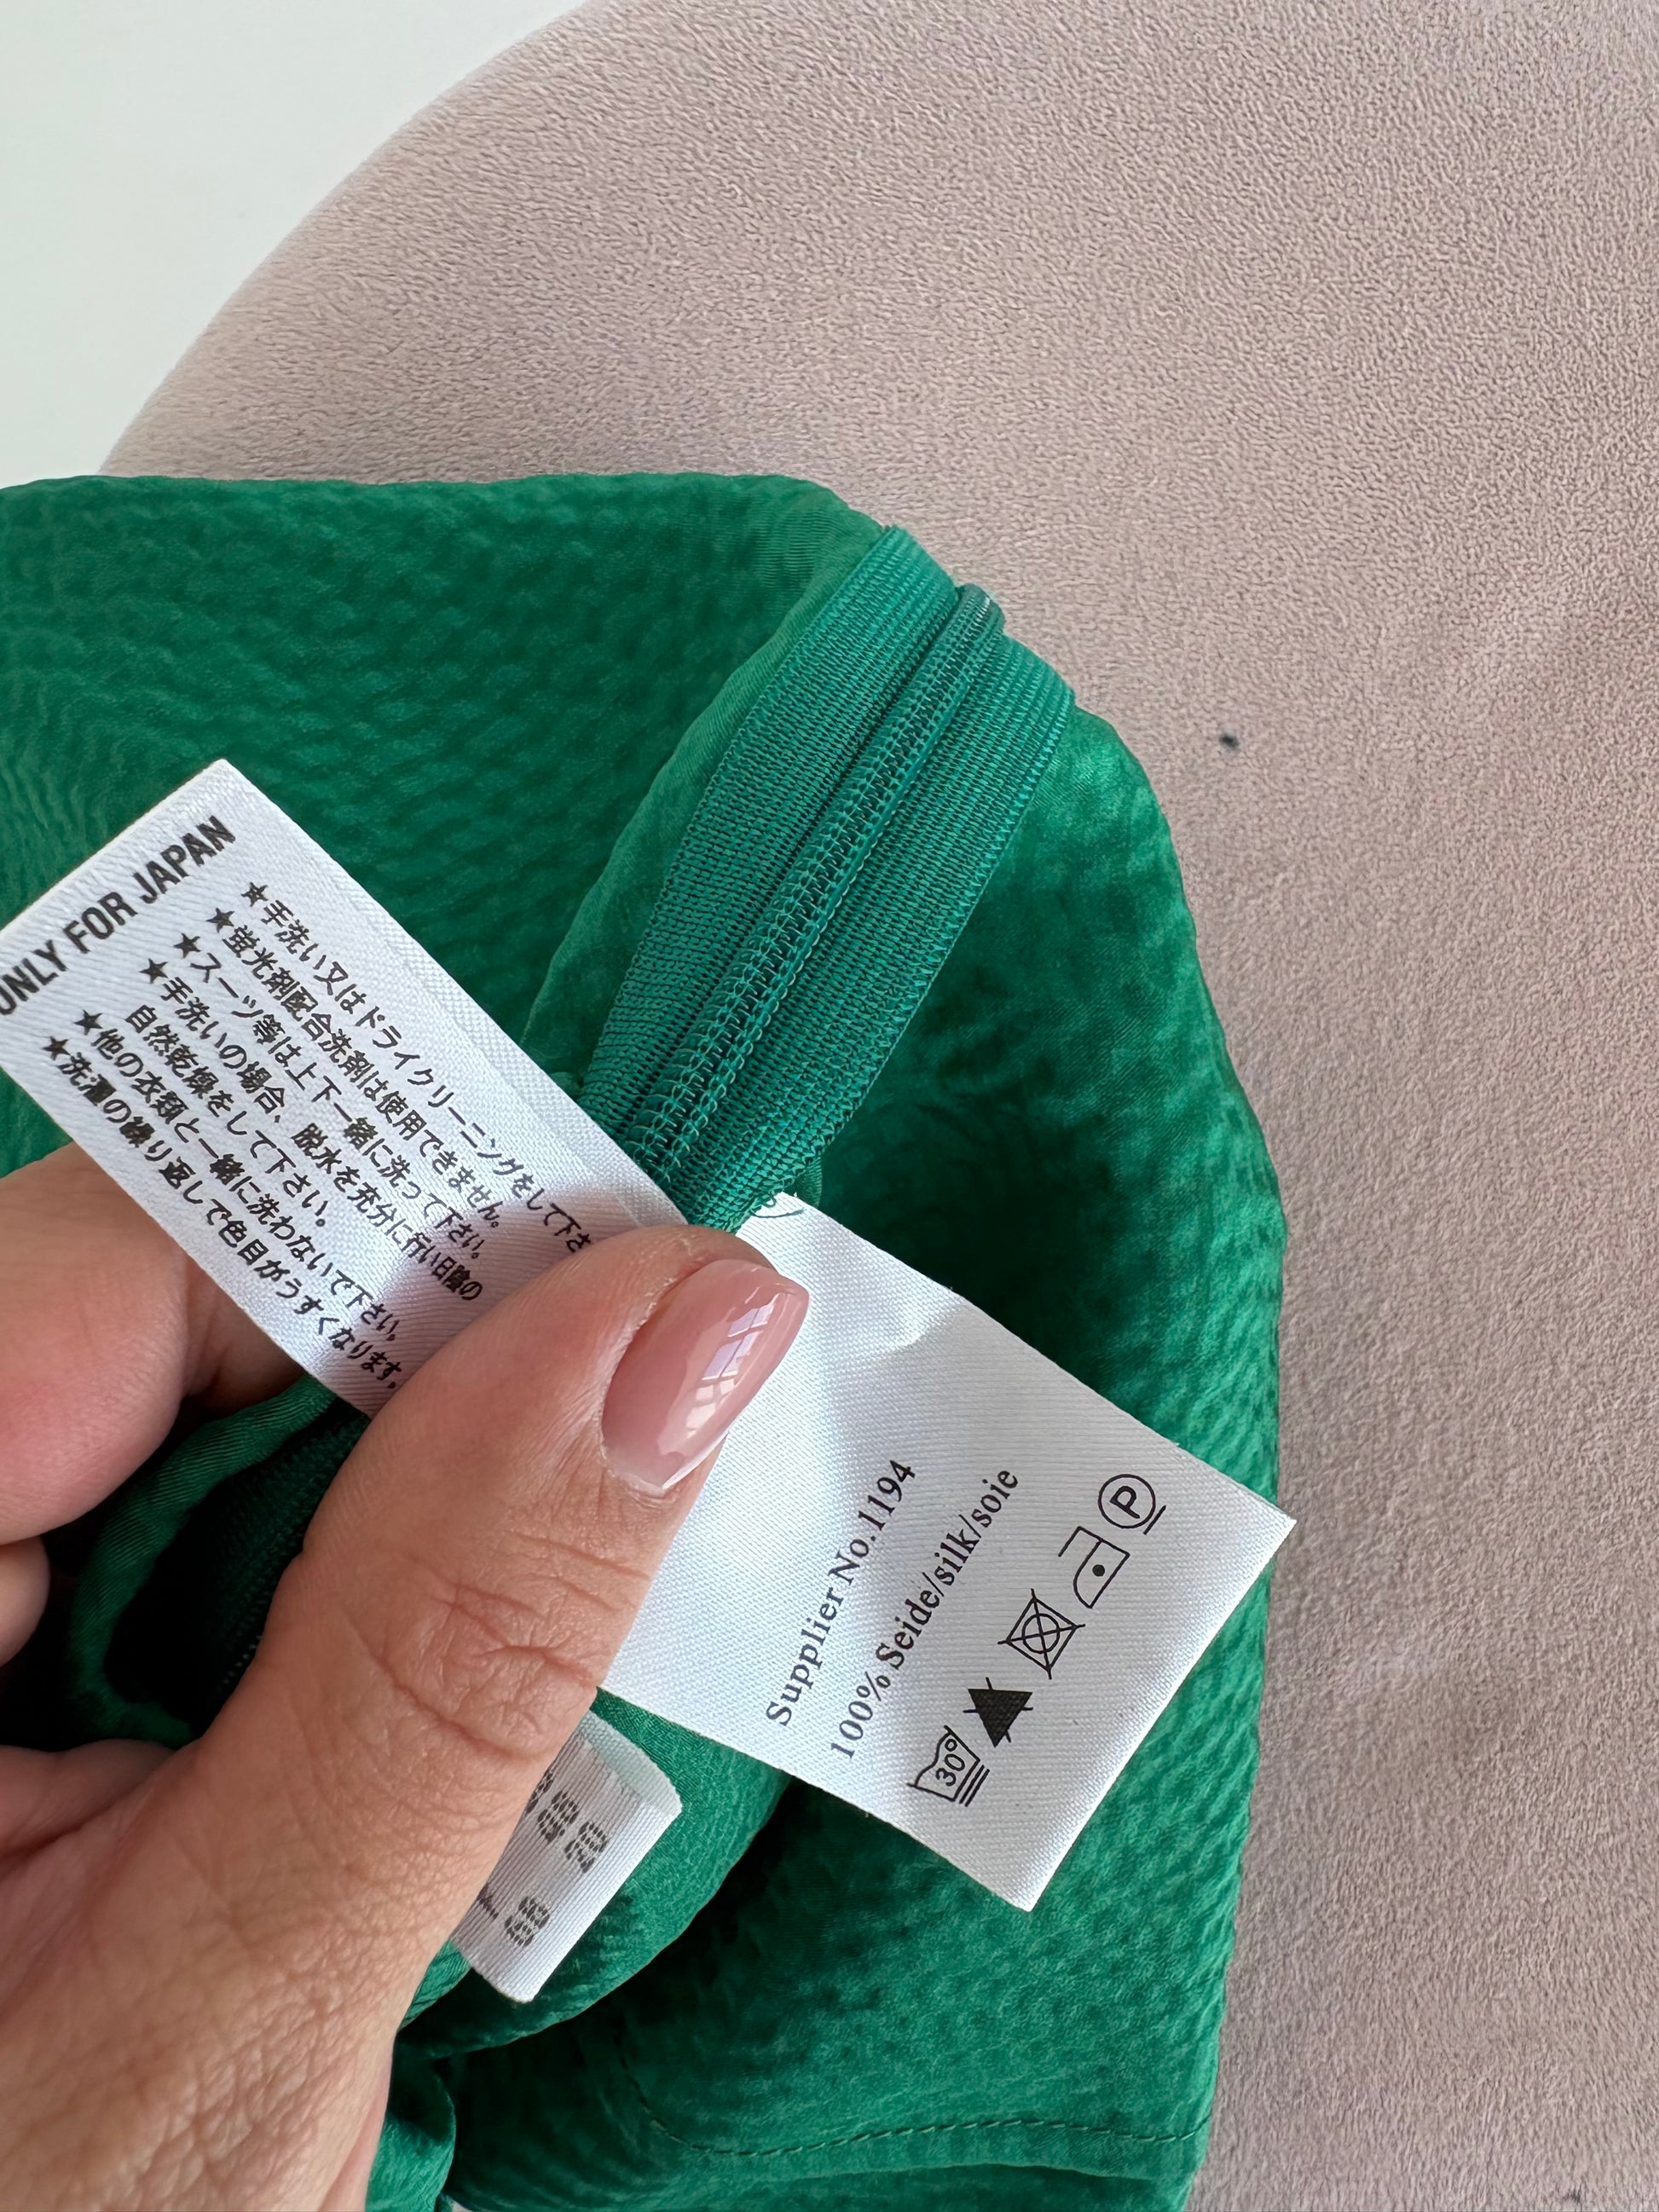 ONLY FOR JAPAN
★手洗い又はドライクリーニングをして下さ
★蛍光剤配合洗剤は使用できません。
★スーツ等は上下一緒に洗って下さい。
★手洗いの場合、脱水を充分に行い日陰の
自然乾燥をして下さい。
★他の衣類と一緒に洗わないで下さい。
★洗濯の繰り返しで色目がうすくなります。
Supplier No.1194
100% Seide/silk/soie
30°
P